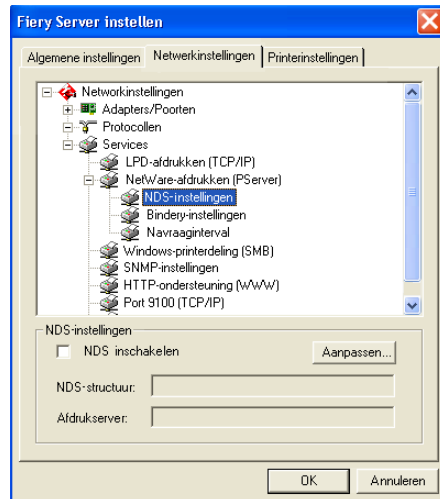 Fiery Server instellen
Algemene instellingen
Netwerkinstellingen
Printerinstellingen
Networkinstellingen
Adapters/Poorten
Protocollen
Services
LPD-afdrukken (TCP/IP)
NetWare-afdrukken (PServer)
NDS-instellingen
Bindery-instellingen
Navraaginterval
Windows-printerdeling (SMB)
SNMP-instellingen
HTTP-ondersteuning (WWW)
Port 9100 (TCP/IP)
NDS-instellingen
NDS inschakelen
Aanpassen...
NDS-structuur:
Afdrukserver:
OK
Annuleren